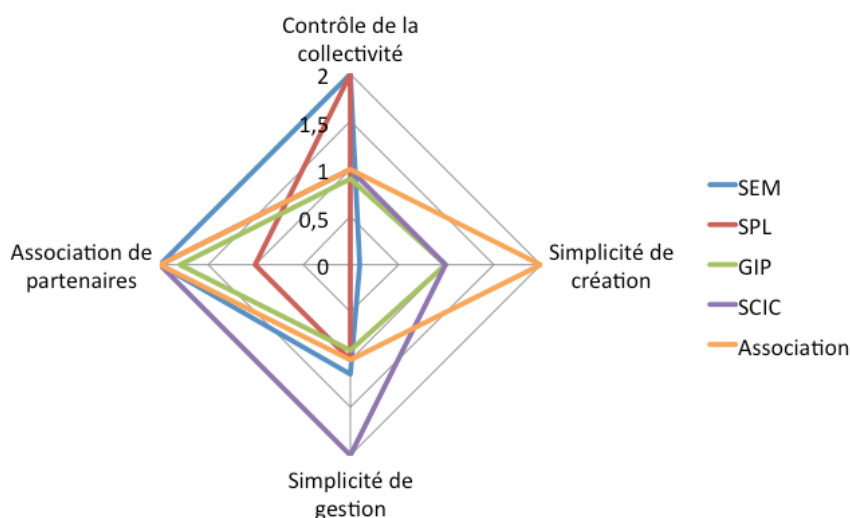 Contrôle de la
collectivité
2
1,5
1
0,5
0
Association de
partenaires
Simplicité de
création
Simplicité de
gestion
SEM
SPL
GIP
SCIC
Association